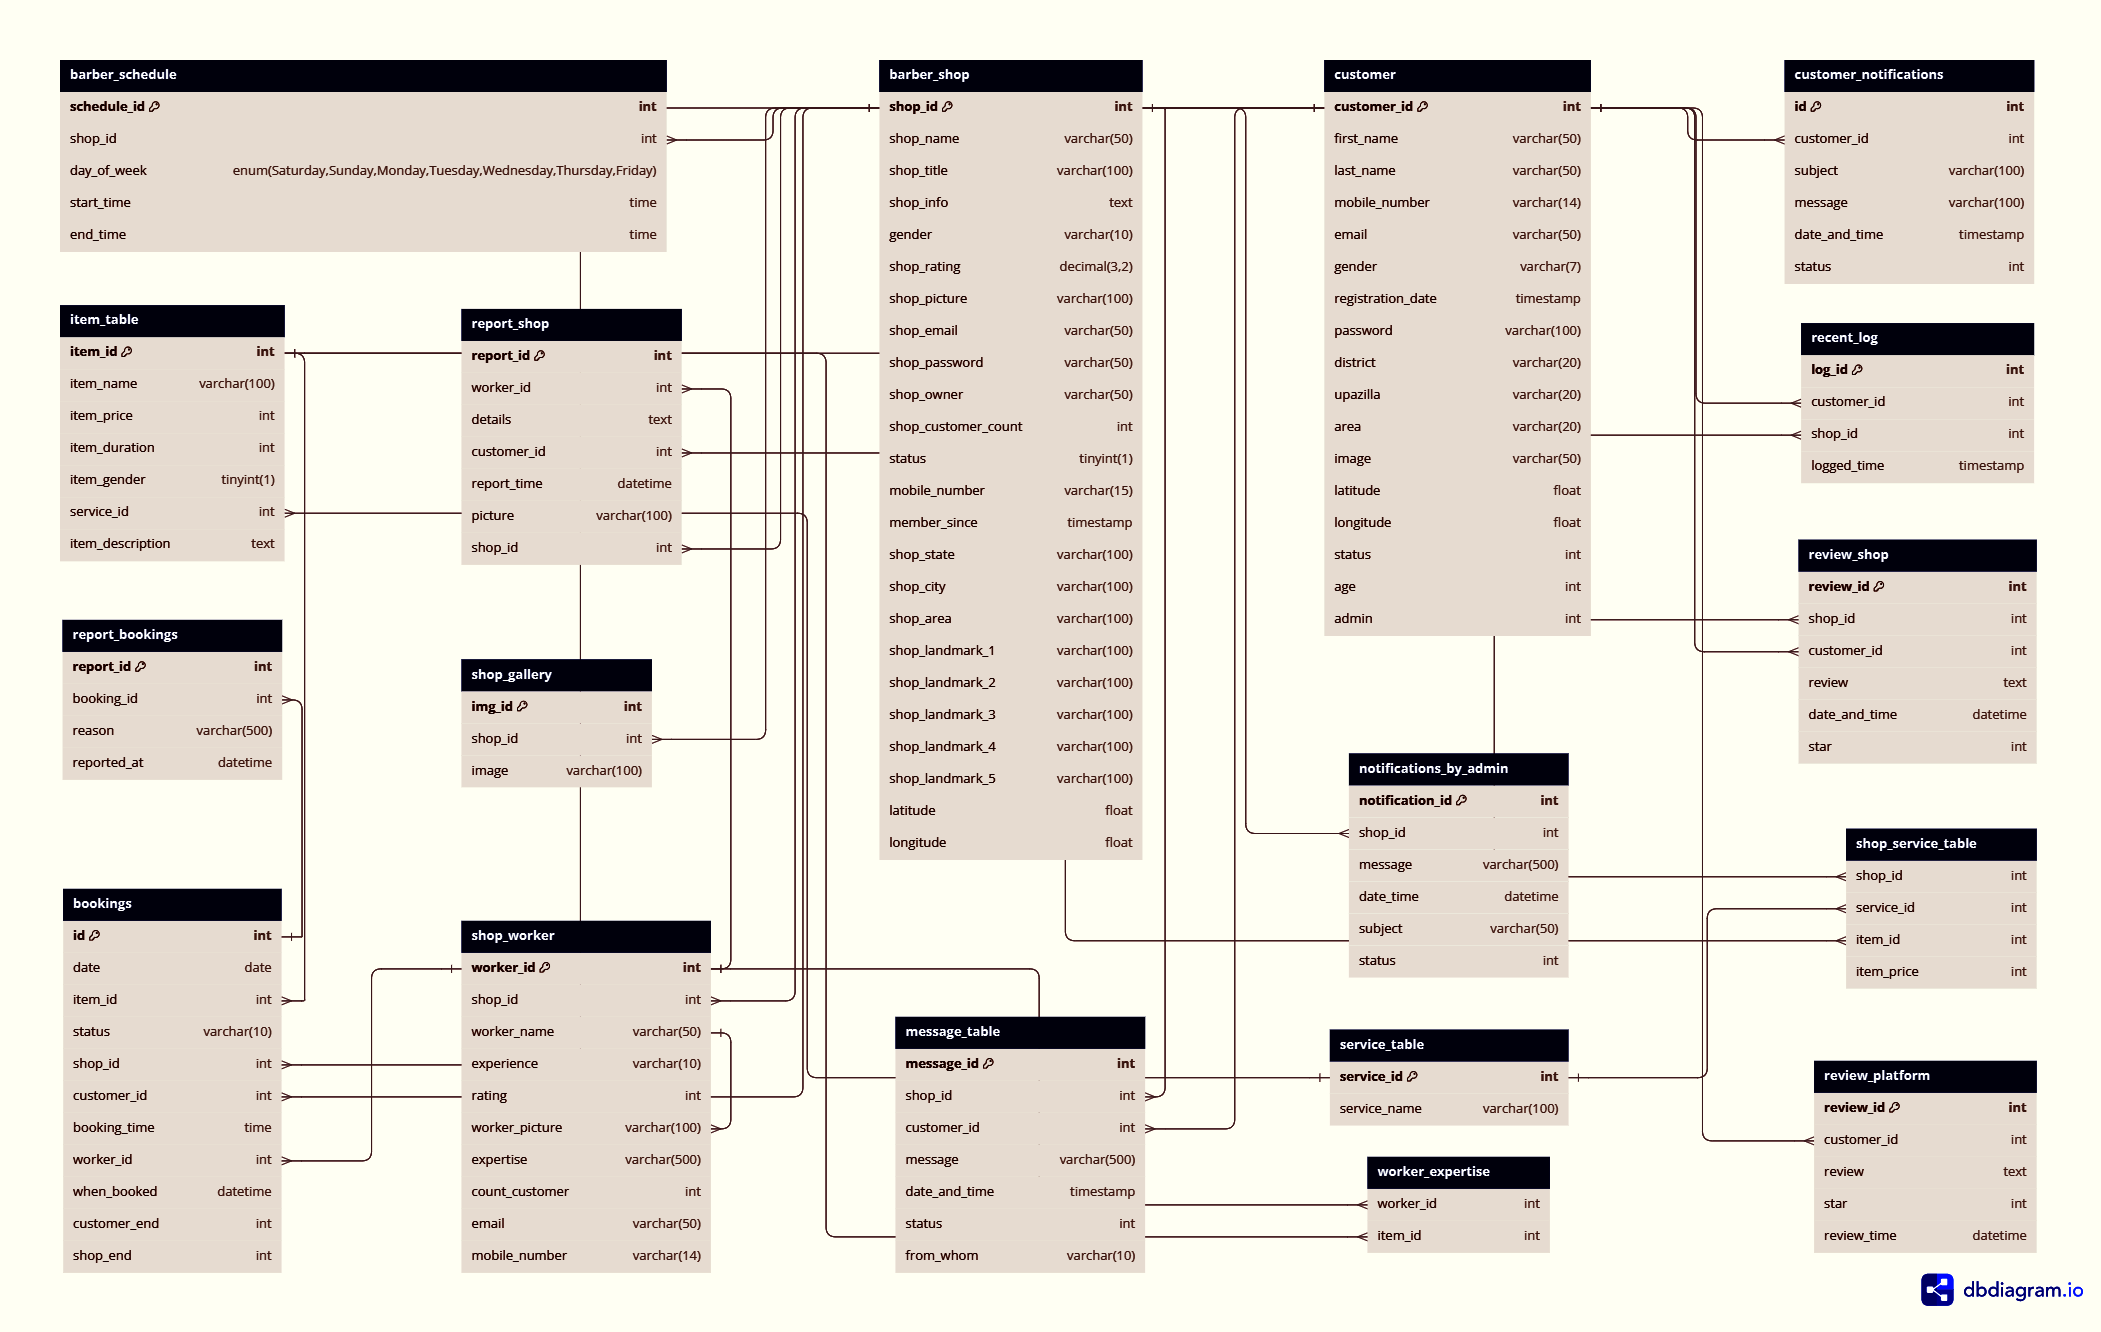 barber_schedule
schedule_id int
shop_id int
day_of_week enum(Saturday,Sunday,Monday,Tuesday,Wednesday,Thursday,Friday)
start_time time
end_time time
item_table
item_id int
item_name varchar(100)
item_price int
item_duration int
item_gender tinyint(1)
service_id int
item_description text
report_bookings
report_id int
booking_id int
reason varchar(500)
reported_at datetime
bookings
id int
date date
item_id int
status varchar(10)
shop_id int
customer_id int
booking_time time
worker_id int
when_booked datetime
customer_end int
shop_end int
report_shop
report_id int
worker_id int
details text
customer_id int
report_time datetime
picture varchar(100)
shop_id int
shop_gallery
img_id int
shop_id int
image varchar(100)
shop_worker
worker_id int
shop_id int
worker_name varchar(50)
experience varchar(10)
rating int
worker_picture varchar(100)
expertise varchar(500)
count_customer int
email varchar(50)
mobile_number varchar(14)
barber_shop
shop_id int
shop_name varchar(50)
shop_title varchar(100)
shop_info text
gender varchar(10)
shop_rating decimal(3,2)
shop_picture varchar(100)
shop_email varchar(50)
shop_password varchar(50)
shop_owner varchar(50)
shop_customer_count int
status tinyint(1)
mobile_number varchar(15)
member_since timestamp
shop_state varchar(100)
shop_city varchar(100)
shop_area varchar(100)
shop_landmark_1 varchar(100)
shop_landmark_2 varchar(100)
shop_landmark_3 varchar(100)
shop_landmark_4 varchar(100)
shop_landmark_5 varchar(100)
latitude float
longitude float
message_table
message_id int
shop_id int
customer_id int
message varchar(500)
date_and_time timestamp
status int
from_whom varchar(10)
customer
customer_id int
first_name varchar(50)
last_name varchar(50)
mobile_number varchar(14)
email varchar(50)
gender varchar(7)
registration_date timestamp
password varchar(100)
district varchar(20)
upazilla varchar(20)
area varchar(20)
image varchar(50)
latitude float
longitude float
status int
age int
admin int
notifications_by_admin
notification_id int
shop_id int
message varchar(500)
date_time datetime
subject varchar(50)
status int
service_table
service_id int
service_name varchar(100)
worker_expertise
worker_id int
item_id int
customer_notifications
id int
customer_id int
subject varchar(100)
message varchar(100)
date_and_time timestamp
status int
recent_log
log_id int
customer_id int
shop_id int
logged_time timestamp
review_shop
review_id int
shop_id int
customer_id int
review text
date_and_time datetime
star int
shop_service_table
shop_id int
service_id int
item_id int
item_price int
review_platform
review_id int
customer_id int
review text
star int
review_time datetime
dbdiagram.io